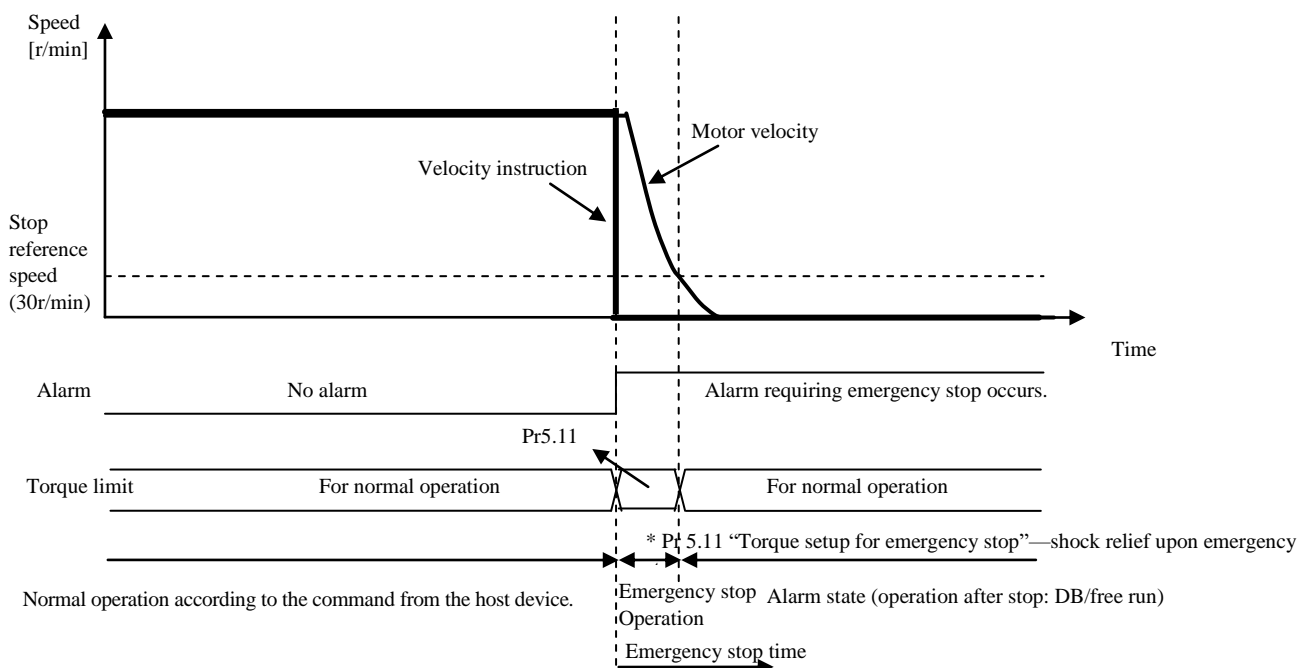 Speed
[r/min]
Motor velocity
Velocity instruction
Stop
reference
speed
(30r/min)
Time
Alarm
No alarm
Alarm requiring emergency stop occurs.
Pr5.11
Torque limit
For normal operation
For normal operation
* Pr 5.11 “Torque setup for emergency stop”—shock relief upon emergency
Normal operation according to the command from the host device.
Emergency stop
Operation
Alarm state (operation after stop: DB/free run)
Emergency stop time